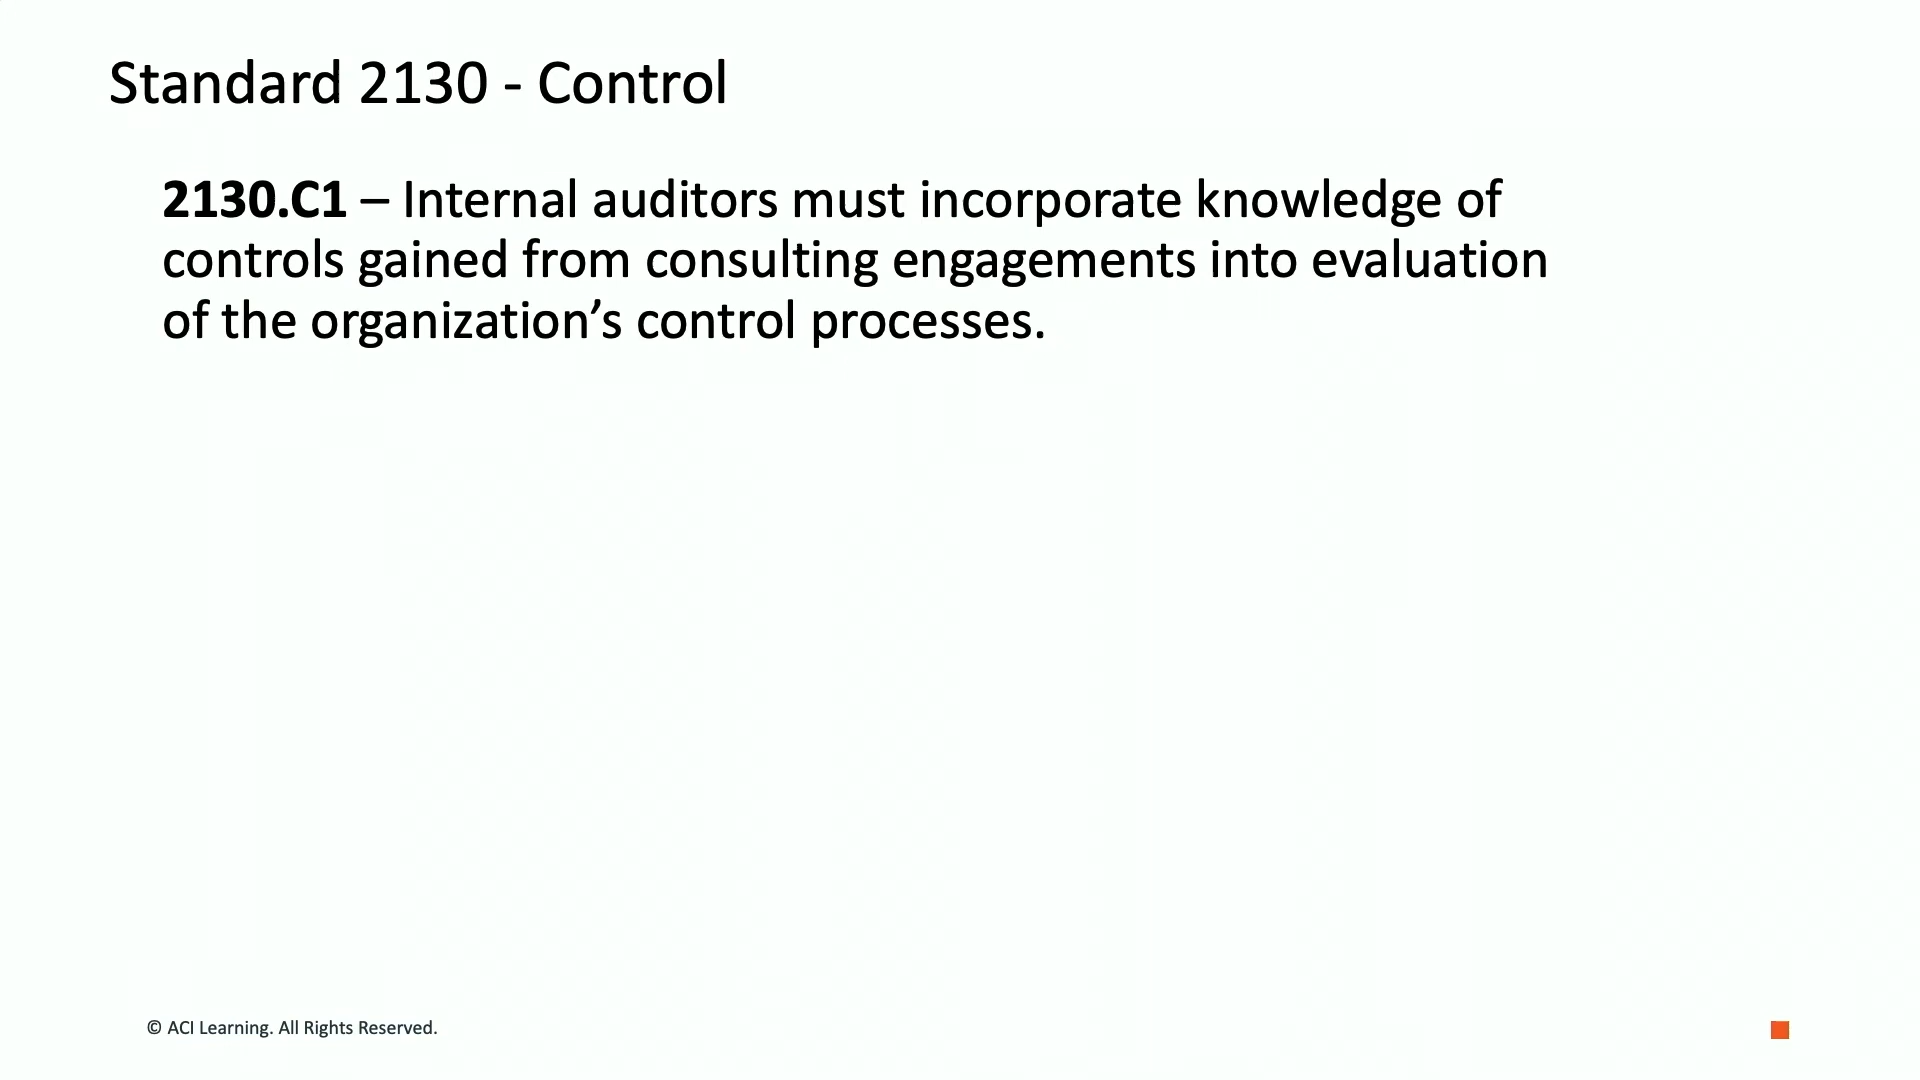 Standard 2130 - Control
2130.C1 – Internal auditors must incorporate knowledge of
controls gained from consulting engagements into evaluation
of the organization’s control processes.
© ACI Learning. All Rights Reserved.